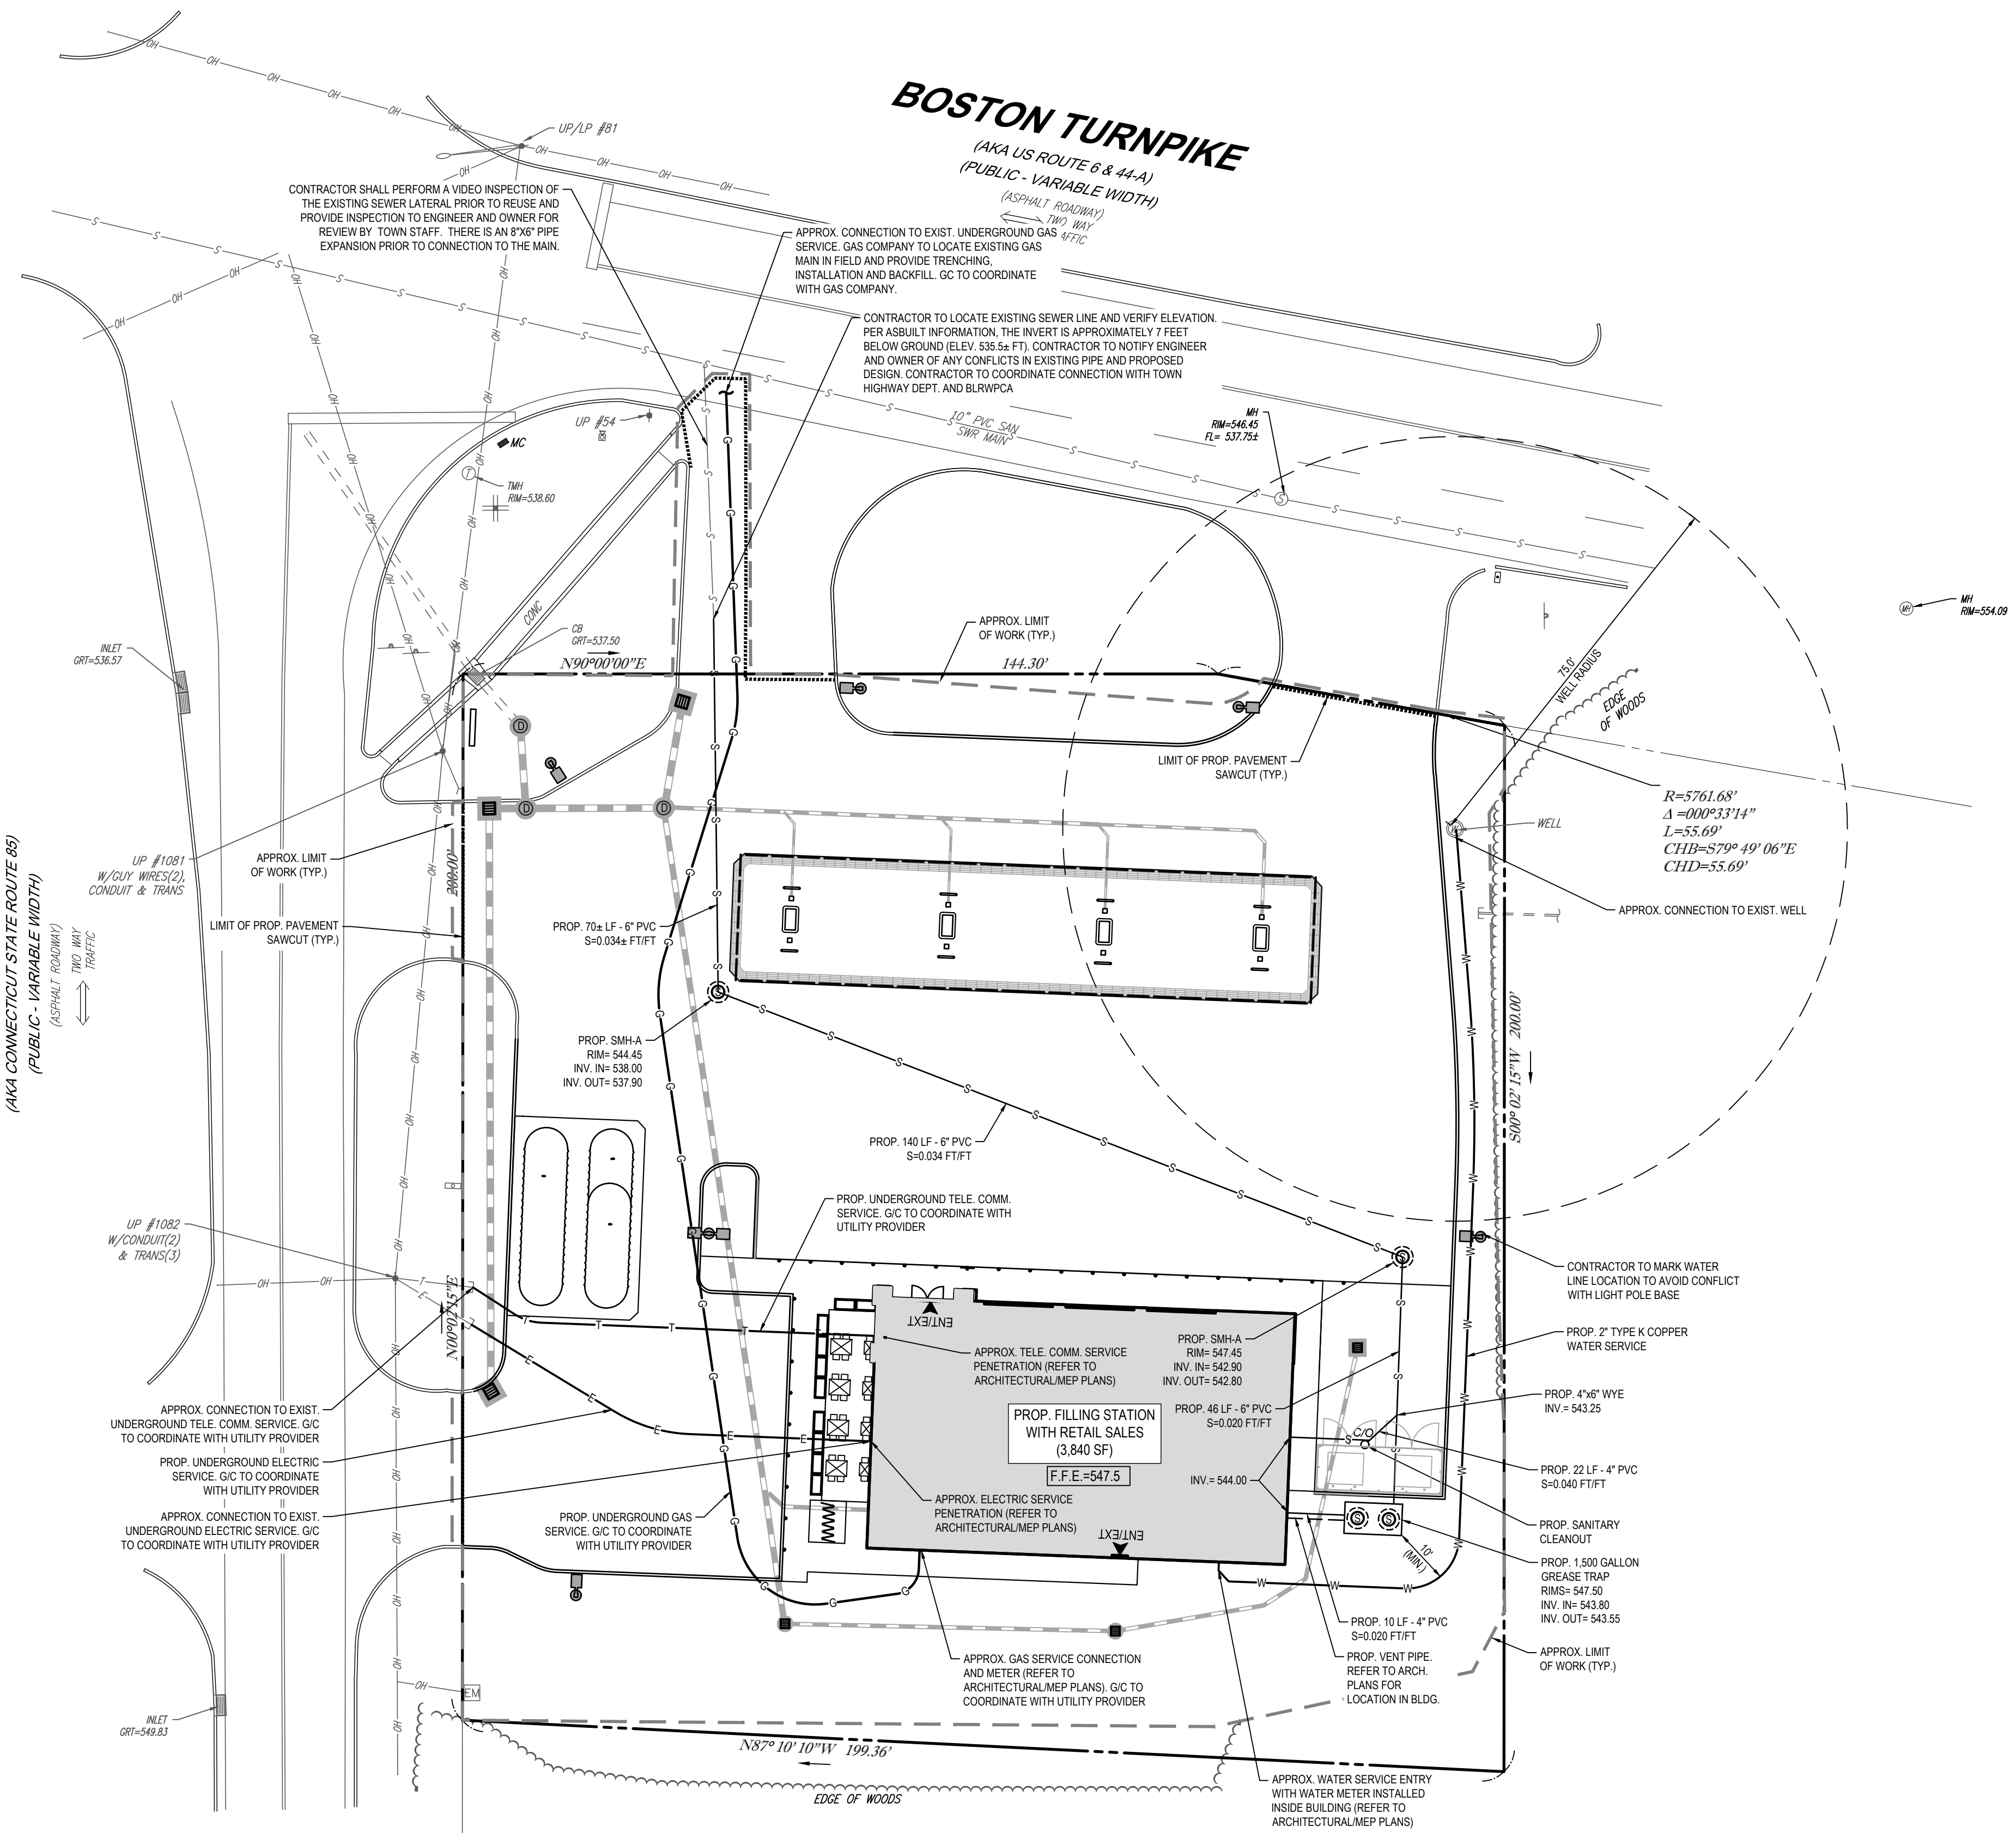 BOSTON TURNPIKE
(AKA US ROUTE 6 & 44-A)
(PUBLIC - VARIABLE WIDTH)
(ASPHALT ROADWAY)
TWO WAY
UP/LP #81
CONTRACTOR SHALL PERFORM A VIDEO INSPECTION OF
THE EXISTING SEWER LATERAL PRIOR TO REUSE AND
PROVIDE INSPECTION TO ENGINEER AND OWNER FOR
REVIEW BY TOWN STAFF. THERE IS AN 8"X6" PIPE
EXPANSION PRIOR TO CONNECTION TO THE MAIN.
APPROX. CONNECTION TO EXIST. UNDERGROUND GAS
SERVICE. GAS COMPANY TO LOCATE EXISTING GAS
MAIN IN FIELD AND PROVIDE TRENCHING,
INSTALLATION AND BACKFILL. GC TO COORDINATE
WITH GAS COMPANY.
CONTRACTOR TO LOCATE EXISTING SEWER LINE AND VERIFY ELEVATION.
PER ASBUILT INFORMATION, THE INVERT IS APPROXIMATELY 7 FEET
BELOW GROUND (ELEV. 535.5± FT). CONTRACTOR TO NOTIFY ENGINEER
AND OWNER OF ANY CONFLICTS IN EXISTING PIPE AND PROPOSED
DESIGN. CONTRACTOR TO COORDINATE CONNECTION WITH TOWN
HIGHWAY DEPT. AND BLRWPCA
UP #54
MC
TMH
RIM=538.60
10" PVC SAN
SWR MAIN
MH
RIM=546.45
FL= 537.75±
MH
RIM=554.09
CONC
CB
GRT=537.50
N90°00'00"E
144.30'
APPROX. LIMIT
OF WORK (TYP.)
INLET
GRT=536.57
75.0'
WELL RADIUS
EDGE
OF WOODS
LIMIT OF PROP. PAVEMENT
SAWCUT (TYP.)
R=5761.68'
Δ =000°33'14"
L=55.69'
CHB=S79° 49' 06"E
CHD=55.69'
WELL
APPROX. CONNECTION TO EXIST. WELL
(AKA CONNECTICUT STATE ROUTE 85)
(PUBLIC - VARIABLE WIDTH)
(ASPHALT ROADWAY)
TWO WAY
TRAFFIC
UP #1081
W/GUY WIRES(2),
CONDUIT & TRANS
APPROX. LIMIT
OF WORK (TYP.)
200.00'
LIMIT OF PROP. PAVEMENT
SAWCUT (TYP.)
PROP. 70± LF - 6" PVC
S=0.034± FT/FT
PROP. SMH-A
RIM= 544.45
INV. IN= 538.00
INV. OUT= 537.90
S00° 02' 15"W 200.00'
PROP. 140 LF - 6" PVC
S=0.034 FT/FT
PROP. UNDERGROUND TELE. COMM.
SERVICE. G/C TO COORDINATE WITH
UTILITY PROVIDER
UP #1082
W/CONDUIT(2)
& TRANS(3)
N00°02'15"E
CONTRACTOR TO MARK WATER
LINE LOCATION TO AVOID CONFLICT
WITH LIGHT POLE BASE
PROP. 2" TYPE K COPPER
WATER SERVICE
ENT/EXT
APPROX. TELE. COMM. SERVICE
PENETRATION (REFER TO
ARCHITECTURAL/MEP PLANS)
PROP. SMH-A
RIM= 547.45
INV. IN= 542.90
INV. OUT= 542.80
PROP. 46 LF - 6" PVC
S=0.020 FT/FT
PROP. FILLING STATION
WITH RETAIL SALES
(3,840 SF)
F.F.E.=547.5
INV.= 544.00
C/O
PROP. 4"x6" WYE
INV.= 543.25
PROP. 22 LF - 4" PVC
S=0.040 FT/FT
PROP. SANITARY
CLEANOUT
PROP. 1,500 GALLON
GREASE TRAP
RIMS= 547.50
INV. IN= 543.80
INV. OUT= 543.55
10'
(MIN.)
APPROX. CONNECTION TO EXIST.
UNDERGROUND TELE. COMM. SERVICE. G/C
TO COORDINATE WITH UTILITY PROVIDER
PROP. UNDERGROUND ELECTRIC
SERVICE. G/C TO COORDINATE
WITH UTILITY PROVIDER
APPROX. CONNECTION TO EXIST.
UNDERGROUND ELECTRIC SERVICE. G/C
TO COORDINATE WITH UTILITY PROVIDER
PROP. UNDERGROUND GAS
SERVICE. G/C TO COORDINATE
WITH UTILITY PROVIDER
APPROX. ELECTRIC SERVICE
PENETRATION (REFER TO
ARCHITECTURAL/MEP PLANS)
ENT/EXT
PROP. 10 LF - 4" PVC
S=0.020 FT/FT
PROP. VENT PIPE.
REFER TO ARCH.
PLANS FOR
LOCATION IN BLDG.
APPROX. LIMIT
OF WORK (TYP.)
APPROX. GAS SERVICE CONNECTION
AND METER (REFER TO
ARCHITECTURAL/MEP PLANS). G/C TO
COORDINATE WITH UTILITY PROVIDER
EM
INLET
GRT=549.83
N87° 10' 10"W 199.36'
EDGE OF WOODS
APPROX. WATER SERVICE ENTRY
WITH WATER METER INSTALLED
INSIDE BUILDING (REFER TO
ARCHITECTURAL/MEP PLANS)